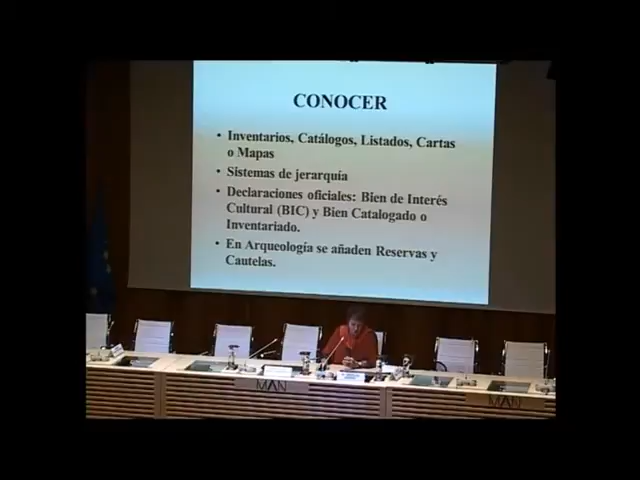 CONOCER
• Inventarios, Catálogos, Listados, Cartas
o Mapas
• Sistemas de jerarquía
• Declaraciones oficiales: Bien de Interés
Cultural (BIC) y Bien Catalogado o
Inventariado.
• En Arqueología se añaden Reservas y
Cautelas.
MAN
MAN